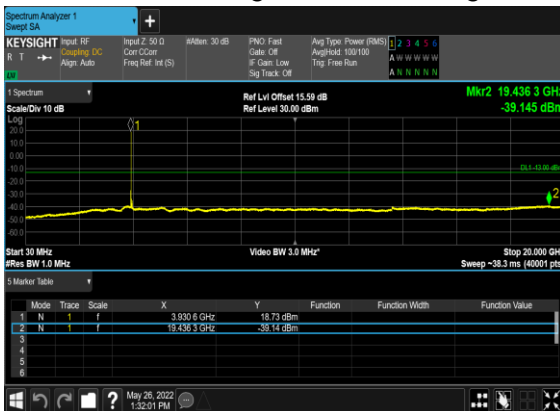 Spectrum Analyzer 1
Swept SA
KEYSIGHT Input: RF Input Z: 50 Ω #Atten: 30 dB PNO: Fast Avg Type: Power (RMS) 1 2 3 4 5 6
R T Coupling: DC Corr CCorr Gate: Off Avg|Hold: 100/100 A W W W W W
Align: Auto Freq Ref: Int (S) IF Gain: Low Trig: Free Run
Sig Track: Off A N N N N N
1 Spectrum Ref Lvl Offset 15.59 dB Mkr2 19.436 3 GHz
Scale/Div 10 dB Ref Level 30.00 dBm -39.145 dBm
Log
20.0
10.0
0.00
-10.0
DL1 -13.00 dBm
-20.0
-30.0
-40.0
-50.0
-60.0
1
2
Start 30 MHz Video BW 3.0 MHz* Stop 20.000 GH
#Res BW 1.0 MHz Sweep ~38.3 ms (40001 pts
5 Marker Table
Mode Trace Scale X Y Function Function Width Function Value
1 N 1 f 3.930 6 GHz 18.73 dBm
2 N 1 f 19.436 3 GHz -39.14 dBm
3
4
5
6
? May 26, 2022
1:32:01 PM